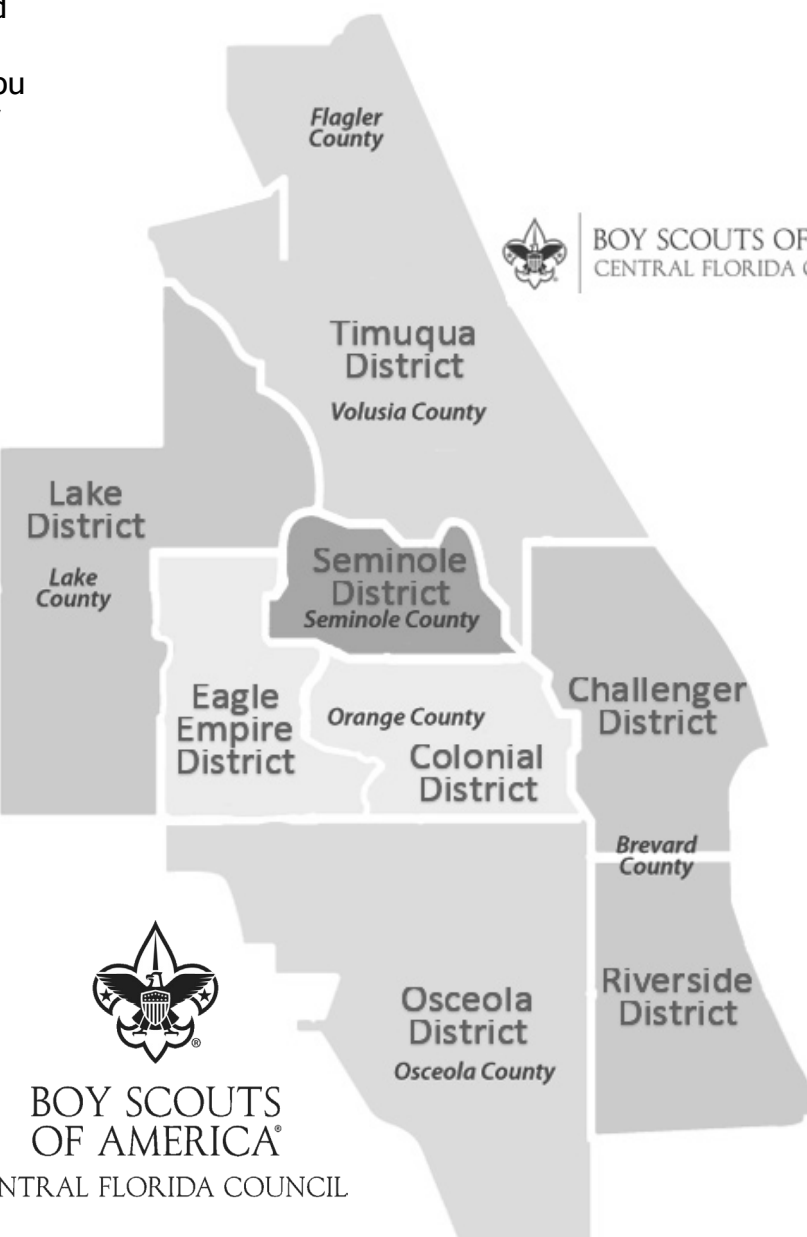 Flagler
County
BOY SCOUTS OF
CENTRAL FLORIDA
Timuqua
District
Volusia County
Lake
District
Lake
County
Seminole
District
Seminole County
Eagle
Empire
District
Orange County
Colonial
District
Challenger
District
Brevard
County
Riverside
District
Osceola
District
Osceola County
®
BOY SCOUTS
OF AMERICA®
NTRAL FLORIDA COUNCIL